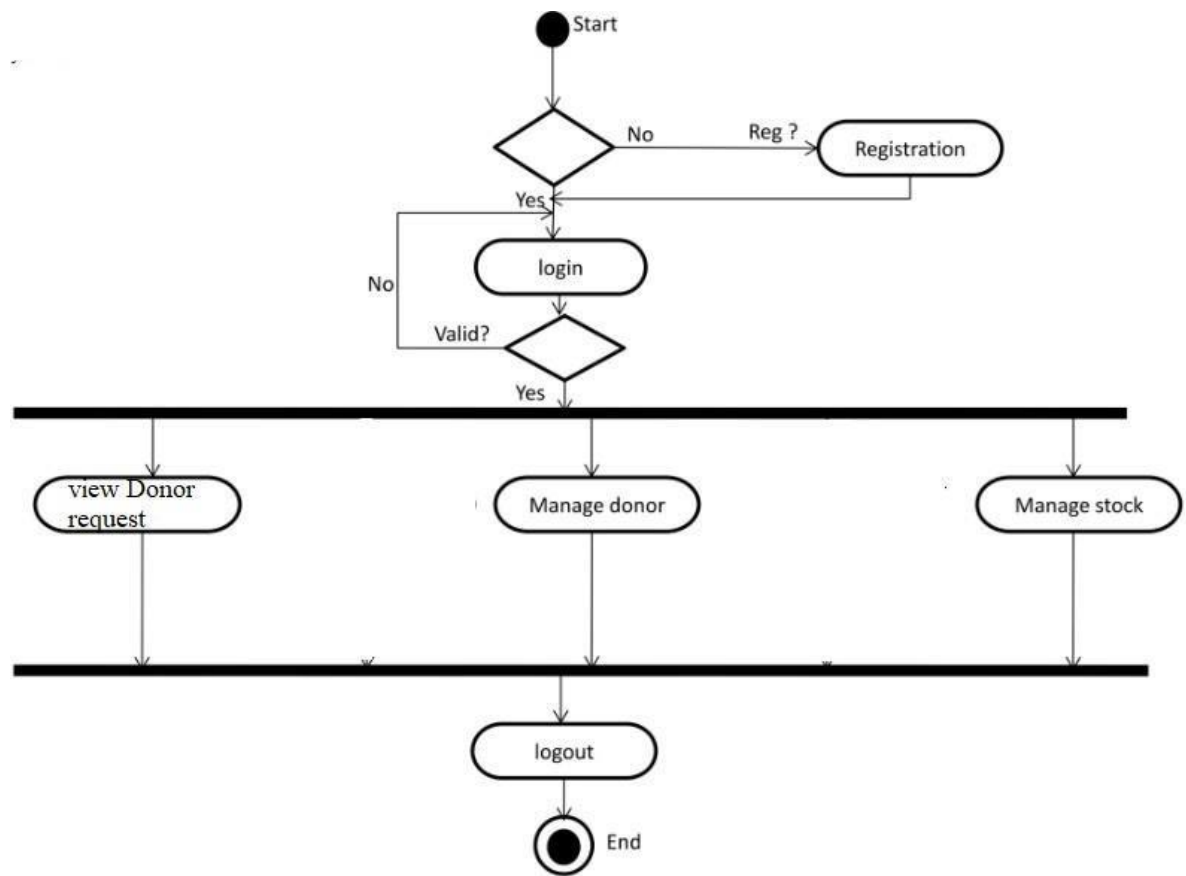 Start
No
Reg ?
Registration
Yes
login
No
Valid?
Yes
view Donor
request
Manage donor
Manage stock
logout
End